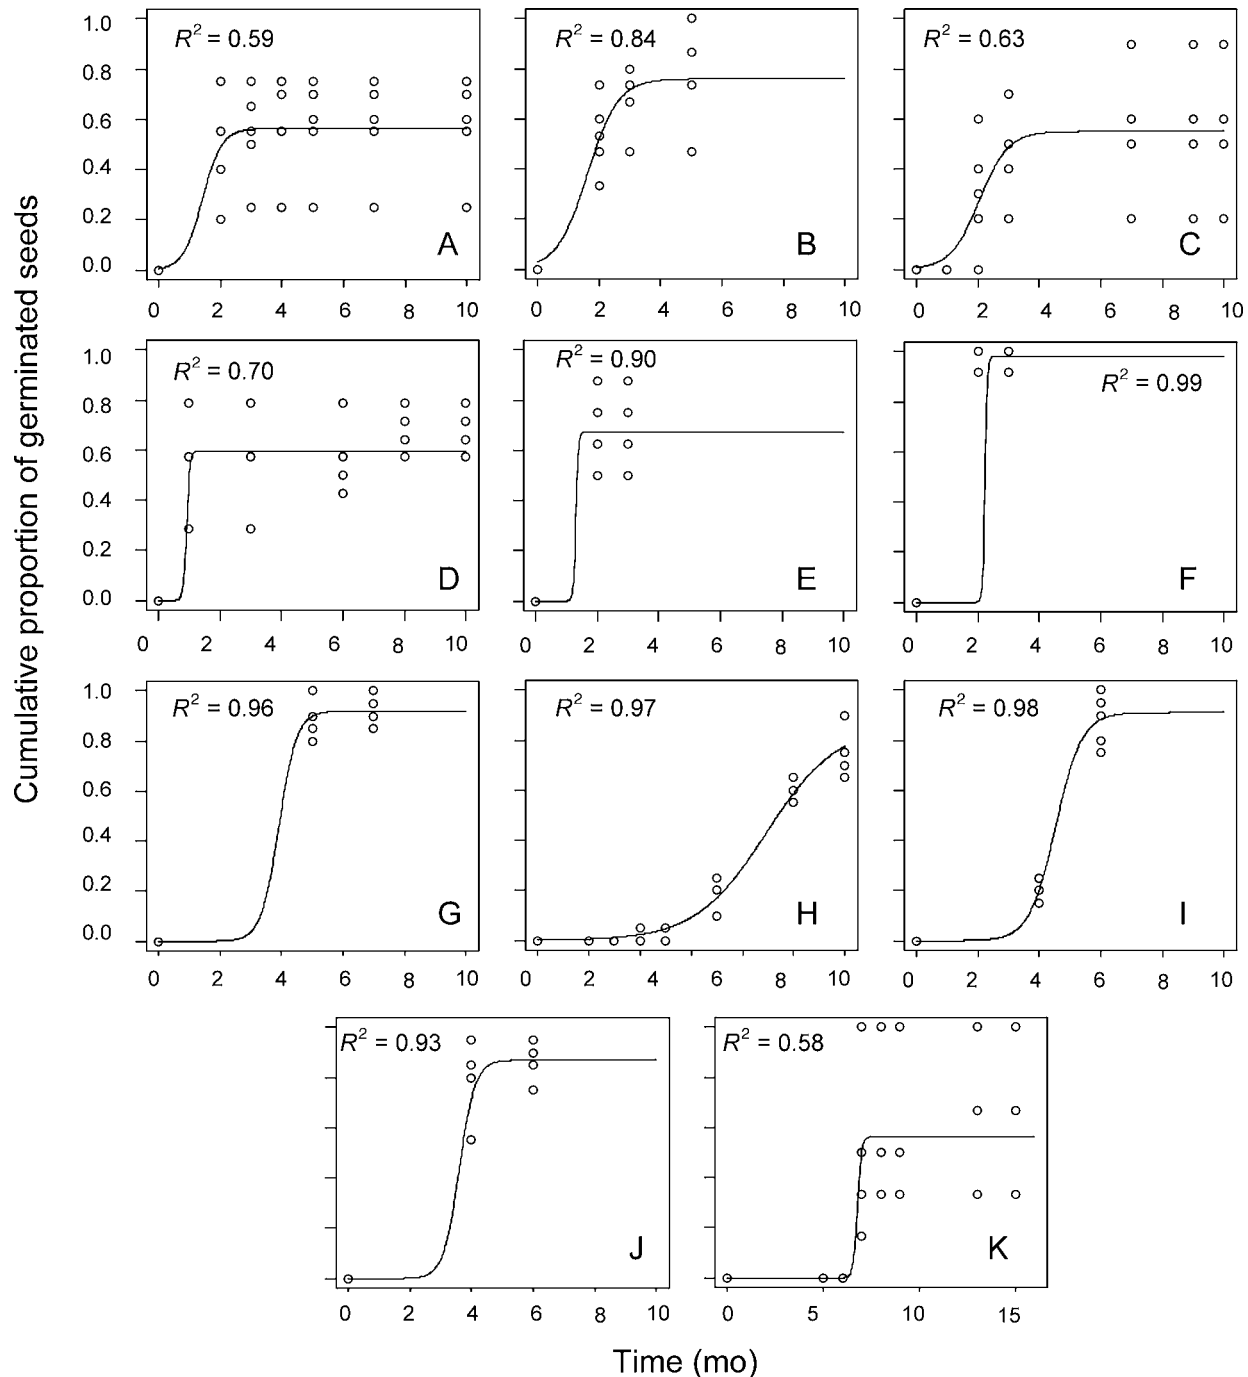 Cumulative proportion of germinated seeds
1.0
0.8
0.6
0.4
0.2
0.0
R² = 0.59
A
0 2 4 6 8 10
R² = 0.84
B
0 2 4 6 8 10
R² = 0.63
C
0 2 4 6 8 10
1.0
0.8
0.6
0.4
0.2
0.0
R² = 0.70
D
0 2 4 6 8 10
R² = 0.90
E
0 2 4 6 8 10
R² = 0.99
F
0 2 4 6 8 10
1.0
0.8
0.6
0.4
0.2
0.0
R² = 0.96
G
0 2 4 6 8 10
R² = 0.97
H
0 2 4 6 8 10
R² = 0.98
I
0 2 4 6 8 10
R² = 0.93
J
0 2 4 6 8 10
R² = 0.58
K
0 5 10 15
Time (mo)